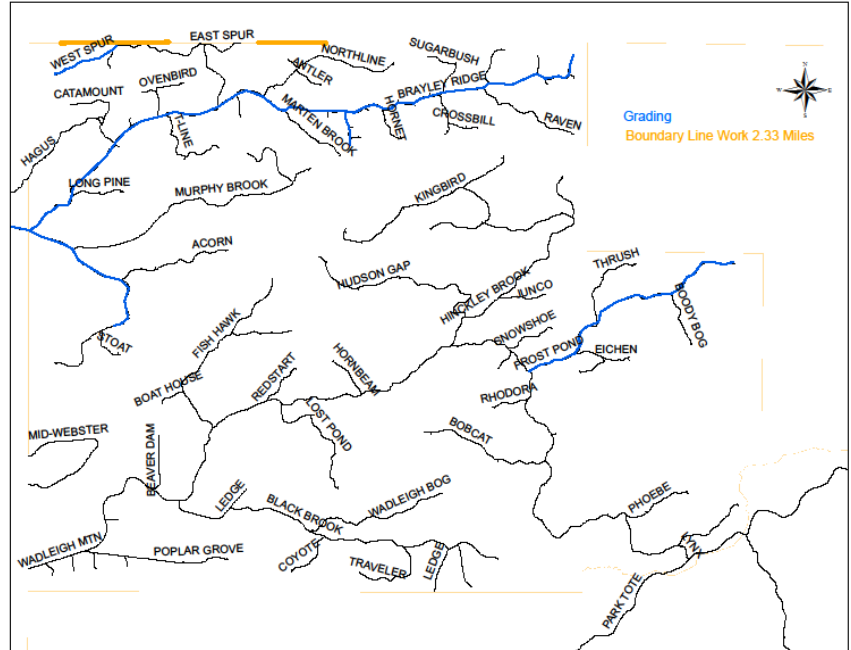 EAST SPUR
WEST SPUR
SUGARBUSH
NORTHLINE
ANTLER
OVENBIRD
CATAMOUNT
BRAYLEY RIDGE
N
W
E
S
MARTEN BROOK
HORNET
CROSSBILL
RAVEN
Grading
Boundary Line Work 2.33 Miles
T-LINE
HAGUS
LONG PINE
MURPHY BROOK
KINGBIRD
ACORN
HUDSON GAP
THRUSH
HINCKLEY BROOK
JUNCO
BOODY BOG
SNOWSHOE
FISH HAWK
STOAT
FROST POND
EICHEN
HORNBEAM
REDSTART
BOAT HOUSE
RHODORA
LOST POND
BOBCAT
MID-WEBSTER
BEAVER DAM
LEDGE
WADLEIGH BOG
BLACK BROOK
PHOEBE
WADLEIGH MTN
POPLAR GROVE
COYOTE
TRAVELER
LEDGE
LYNX
PARK TOTE